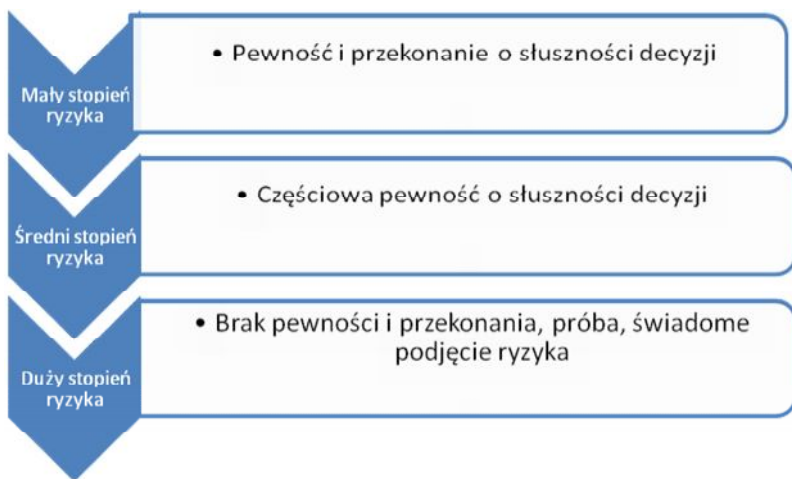 • Pewność i przekonanie o słuszności decyzji
Mały stopień
ryzyka
• Częściowa pewność o słuszności decyzji
Średni stopień
ryzyka
• Brak pewności i przekonania, próba, świadome
podjęcie ryzyka
Duży stopień
ryzyka